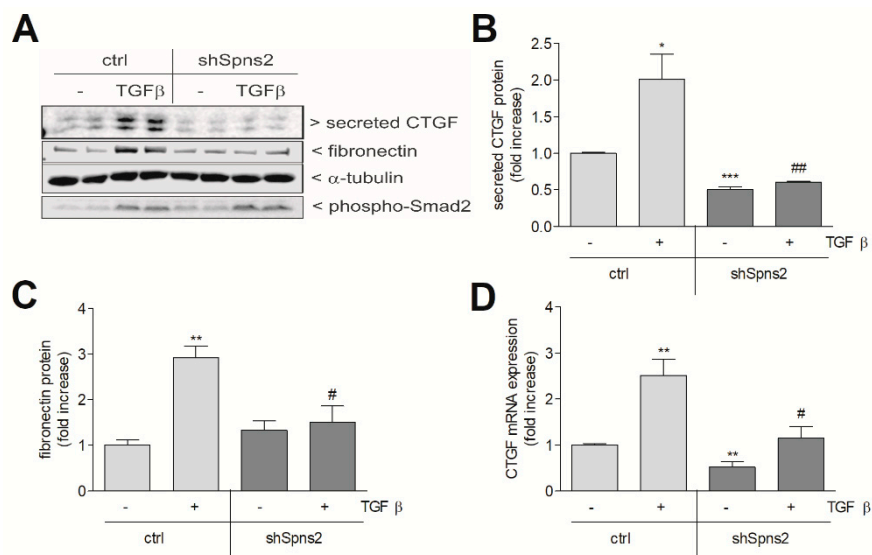 A
ctrl shSpns2
- TGFβ - TGFβ
> secreted CTGF
< fibronectin
< α-tubulin
< phospho-Smad2
B
secreted CTGF protein
(fold increase)
2.5
2.0
1.5
1.0
0.5
0.0
*
***
##
- + - + TGF β
ctrl shSpns2
C
fibronectin protein
(fold increase)
4
3
2
1
0
**
#
- + - + TGF β
ctrl shSpns2
D
CTGF mRNA expression
(fold increase)
4
3
2
1
0
**
**
#
- + - + TGF β
ctrl shSpns2